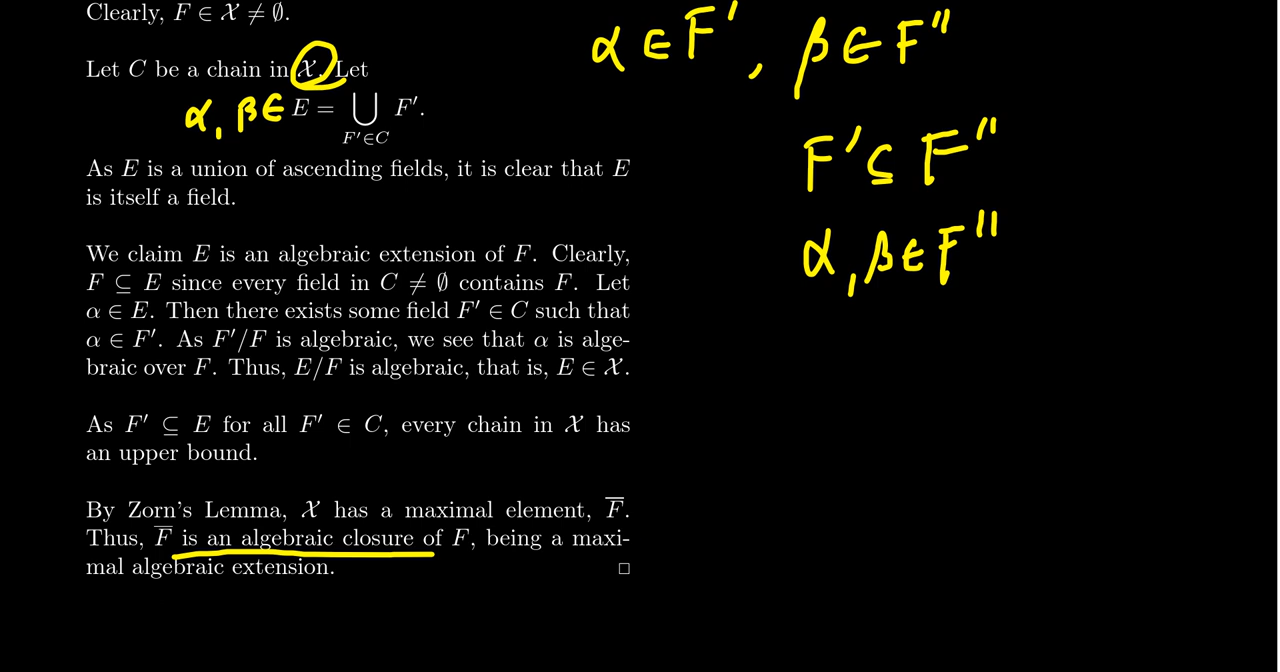 Clearly, F ∈ 𝒳 ≠ ∅.
Let C be a chain in 𝒳. Let
α, β ∈ E = ⋃ F′.
F′∈C
As E is a union of ascending fields, it is clear that E
is itself a field.
We claim E is an algebraic extension of F. Clearly,
F ⊆ E since every field in C ≠ ∅ contains F. Let
α ∈ E. Then there exists some field F′ ∈ C such that
α ∈ F′. As F′/F is algebraic, we see that α is alge-
braic over F. Thus, E/F is algebraic, that is, E ∈ 𝒳.
As F′ ⊆ E for all F′ ∈ C, every chain in 𝒳 has
an upper bound.
By Zorn's Lemma, 𝒳 has a maximal element, F̅.
Thus, F̅ is an algebraic closure of F, being a maxi-
mal algebraic extension. □
α ∈ F′, β ∈ F″
F′ ⊆ F″
α, β ∈ F″